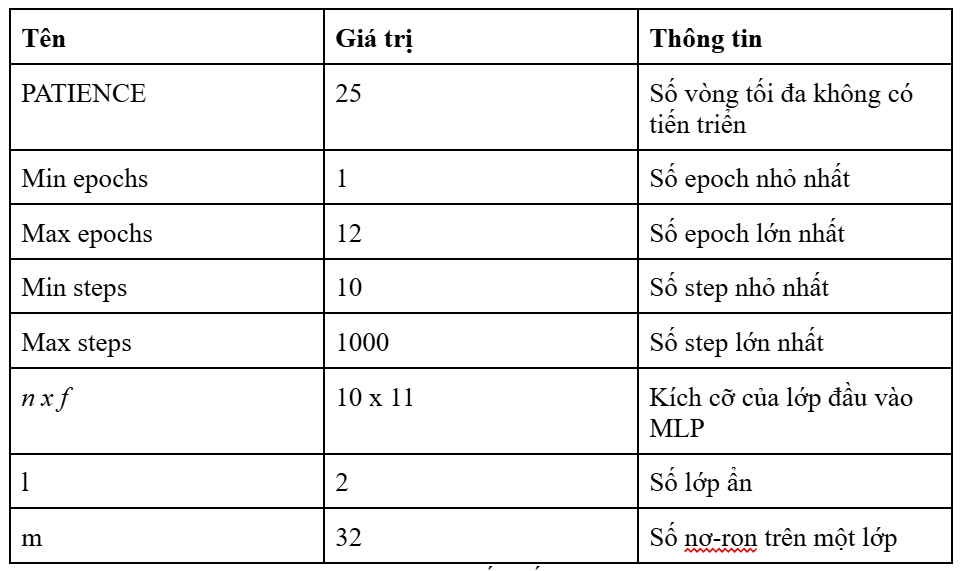 Tên Giá trị Thông tin
PATIENCE 25 Số vòng tối đa không có
tiến triển
Min epochs 1 Số epoch nhỏ nhất
Max epochs 12 Số epoch lớn nhất
Min steps 10 Số step nhỏ nhất
Max steps 1000 Số step lớn nhất
n x f 10 x 11 Kích cỡ của lớp đầu vào
MLP
l 2 Số lớp ẩn
m 32 Số nơ-ron trên một lớp